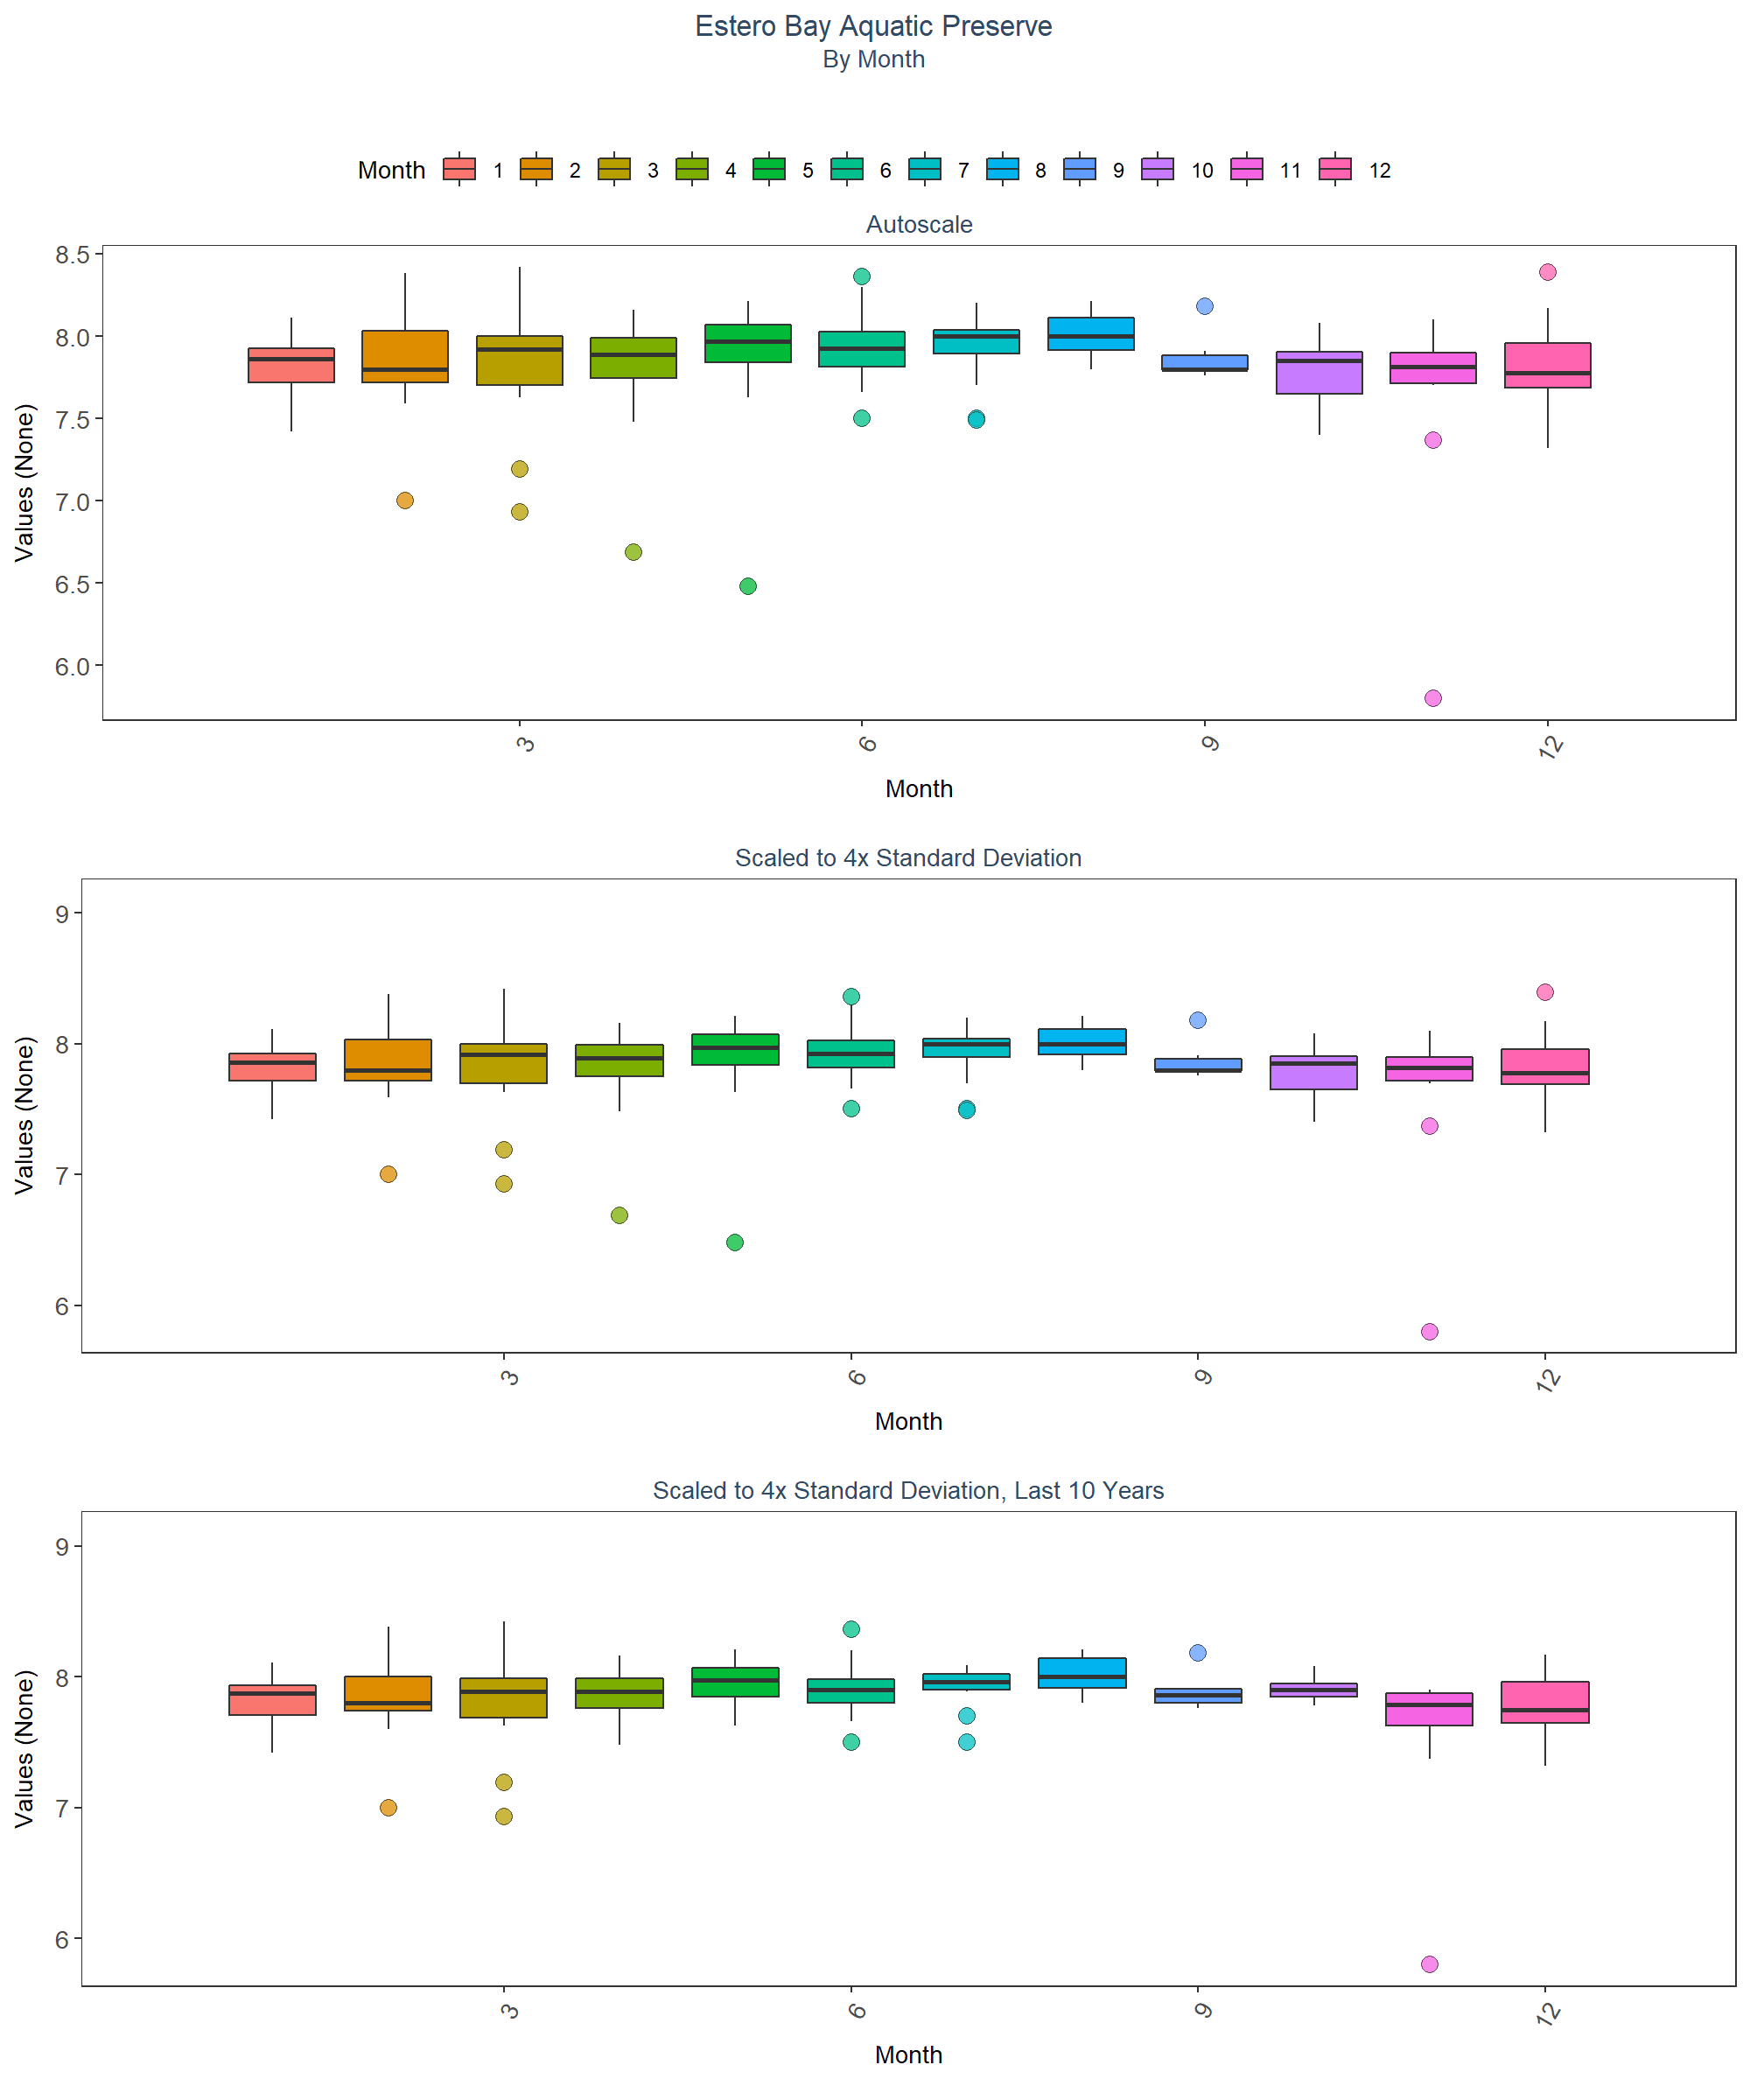 Estero Bay Aquatic Preserve
By Month
Month 1 2 3 4 5 6 7 8 9 10 11 12
Autoscale
8.5
8.0
7.5
7.0
6.5
6.0
Values (None)
3 6 9 12
Month
Scaled to 4x Standard Deviation
9
8
7
6
Values (None)
3 6 9 12
Month
Scaled to 4x Standard Deviation, Last 10 Years
9
8
7
6
Values (None)
3 6 9 12
Month